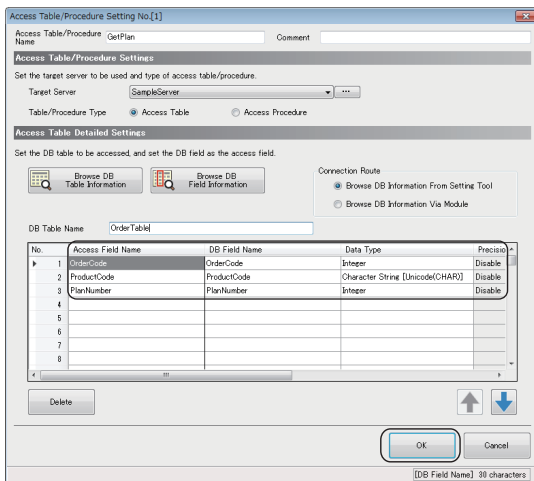 Access Table/Procedure Setting No.[1]
Access Table/Procedure Name GetPlan Comment
Access Table/Procedure Settings
Set the target server to be used and type of access table/procedure.
Target Server SampleServer ...
Table/Procedure Type Access Table Access Procedure
Access Table Detailed Settings
Set the DB table to be accessed, and set the DB field as the access field.
Browse DB Table Information Browse DB Field Information
Connection Route
Browse DB Information From Setting Tool
Browse DB Information Via Module
DB Table Name OrderTable
No. Access Field Name DB Field Name Data Type Precisio
1 OrderCode OrderCode Integer Disable
2 ProductCode ProductCode Character String [Unicode(CHAR)] Disable
3 PlanNumber PlanNumber Integer Disable
4
5
6
7
8
Delete
OK Cancel
[DB Field Name] 30 characters